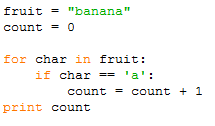 fruit = "banana"
count = 0
for char in fruit:
    if char == 'a':
        count = count + 1
print count